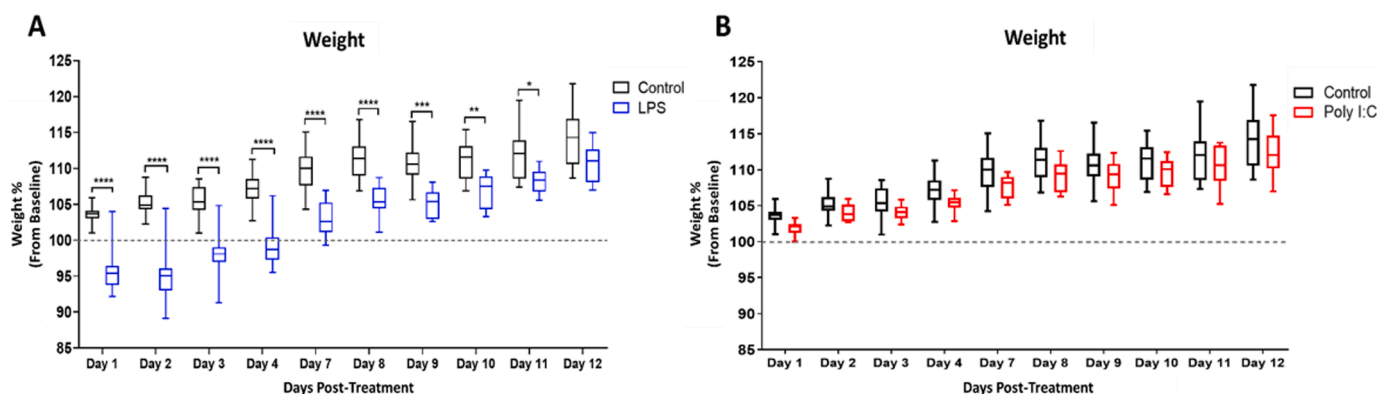 A
Weight
Weight %
(From Baseline)
125
120
115
110
105
100
95
90
85
****
****
****
****
****
****
***
**
*
Control
LPS
Day 1 Day 2 Day 3 Day 4 Day 7 Day 8 Day 9 Day 10 Day 11 Day 12
Days Post-Treatment
B
Weight
Weight %
(From Baseline)
125
120
115
110
105
100
95
90
85
Control
Poly I:C
Day 1 Day 2 Day 3 Day 4 Day 7 Day 8 Day 9 Day 10 Day 11 Day 12
Days Post-Treatment